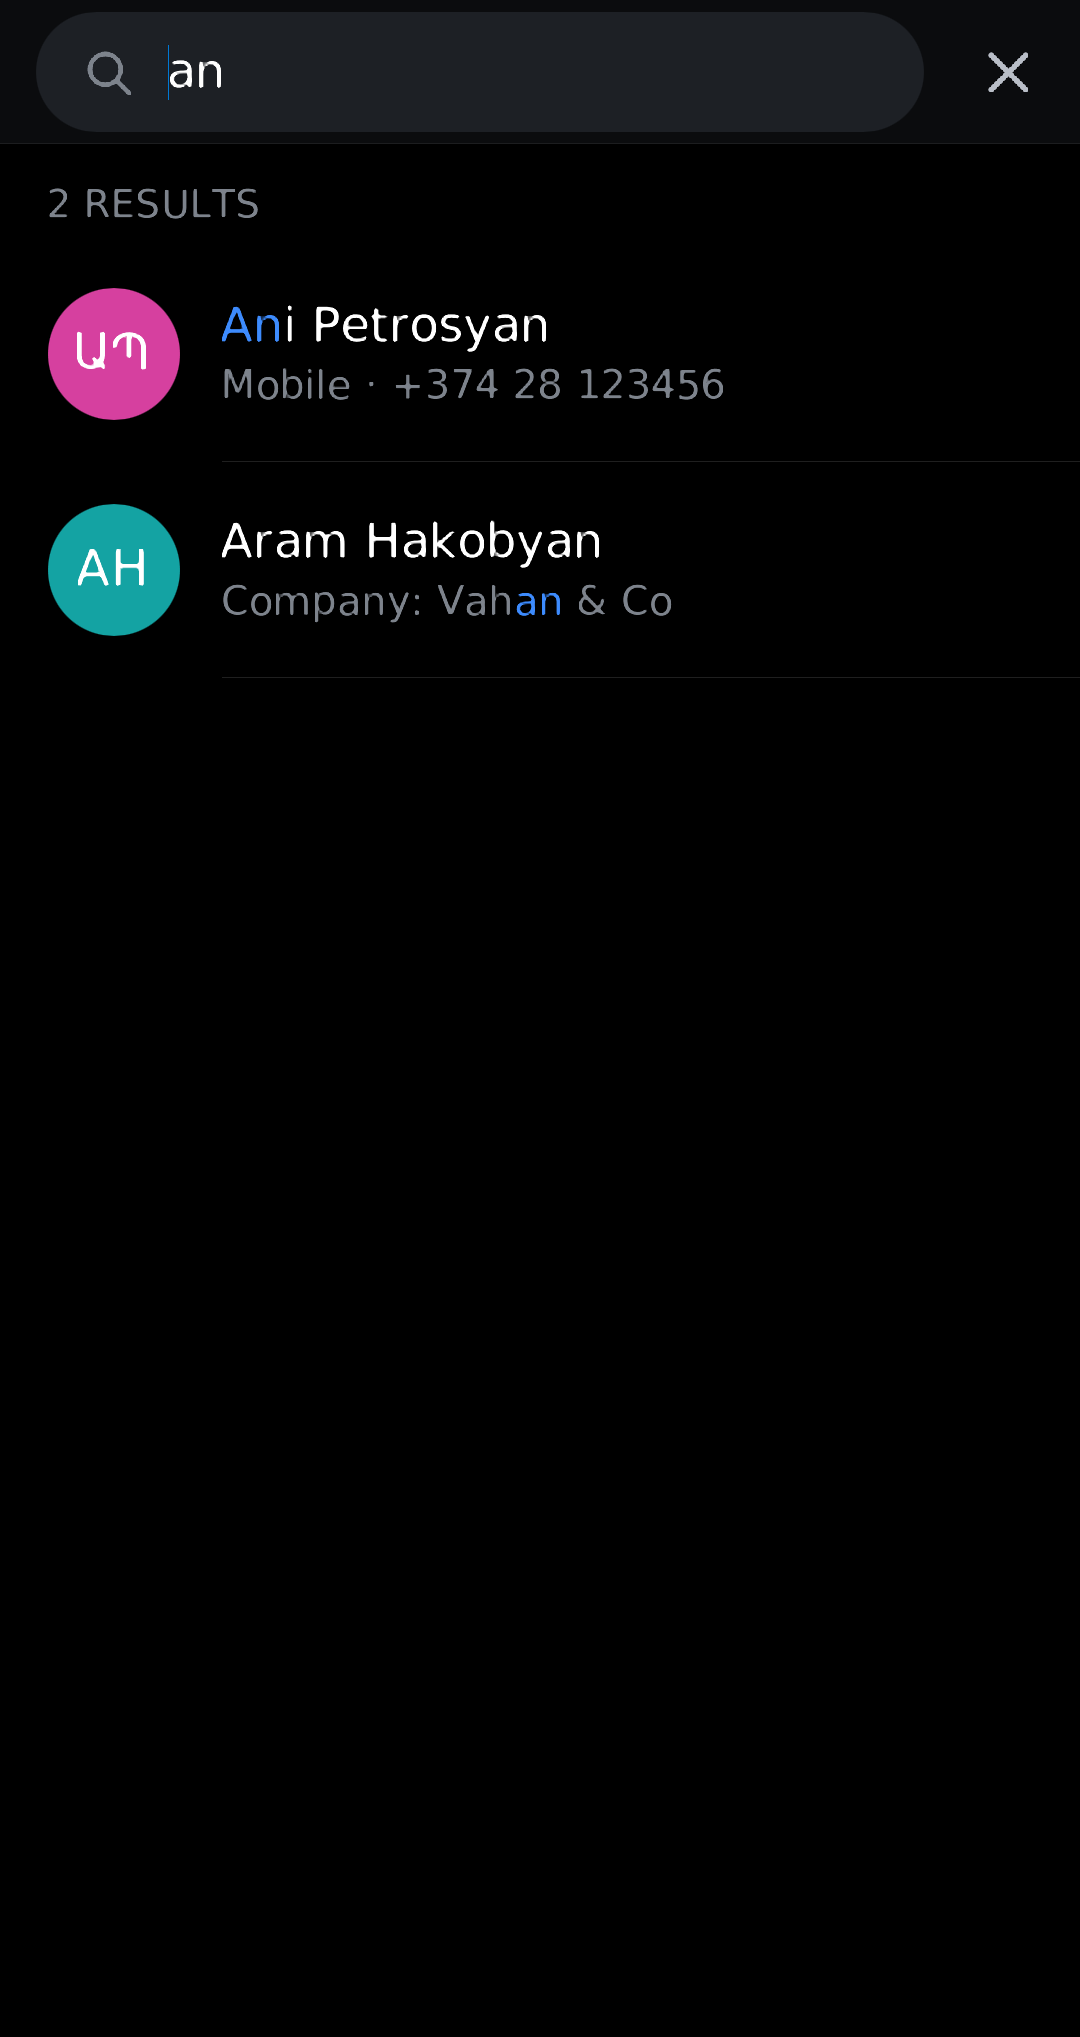 an
2 RESULTS
ԱՊ
Ani Petrosyan
Mobile · +374 28 123456
AH
Aram Hakobyan
Company: Vahan & Co